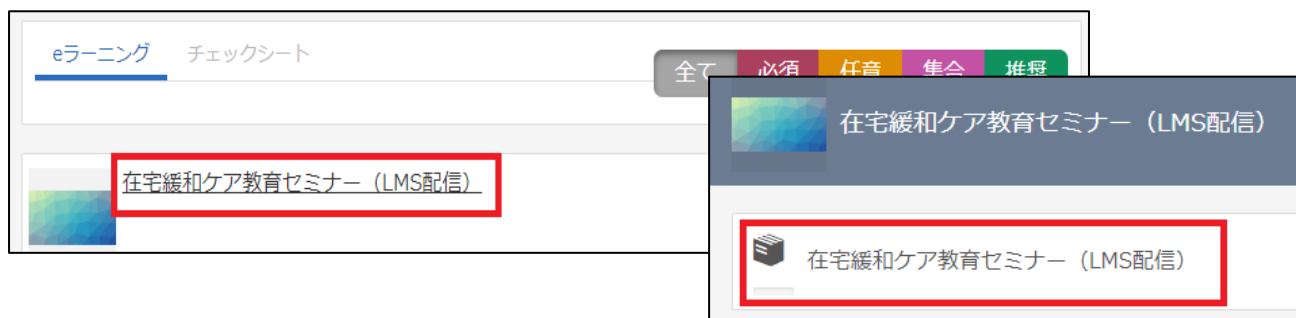 eラーニング チェックシート
全て 必須 任意 集合 推奨
在宅緩和ケア教育セミナー（LMS配信）
在宅緩和ケア教育セミナー（LMS配信）
在宅緩和ケア教育セミナー（LMS配信）